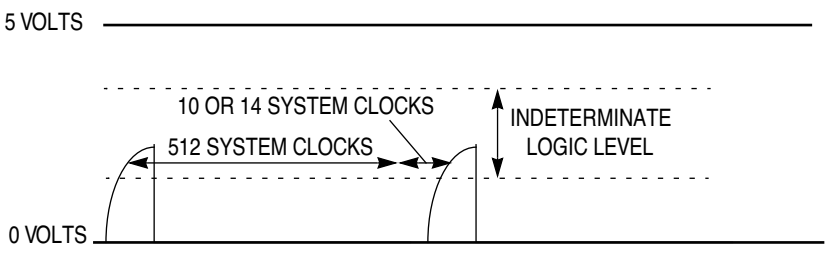 5 VOLTS
10 OR 14 SYSTEM CLOCKS
INDETERMINATE
LOGIC LEVEL
512 SYSTEM CLOCKS
0 VOLTS